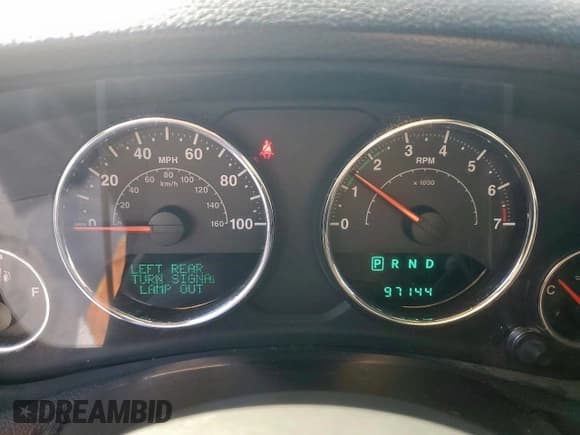 0 20 40 60 80 100
MPH
km/h
20 40 60 80 100 120 140 160
LEFT REAR
TURN SIGNAL
LAMP OUT
0 1 2 3 4 5 6 7
RPM
x 1000
P R N D
97144
F
C
DREAMBID